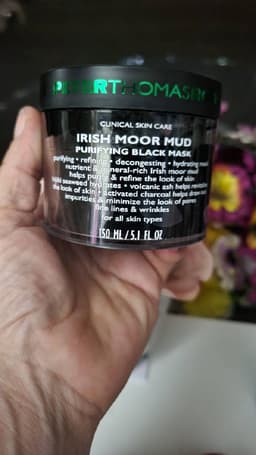 PETERTHOMASROTH
CLINICAL SKIN CARE
IRISH MOOR MUD
PURIFYING BLACK MASK
purifying • refining • decongesting • hydrating mask
nutrient & mineral-rich Irish moor mud
helps purify & refine the look of skin
seaweed hydrates • volcanic ash helps revitalize
the look of skin • activated charcoal helps draw out
impurities & minimize the look of pores,
fine lines & wrinkles
for all skin types
150 ML / 5.1 FL OZ